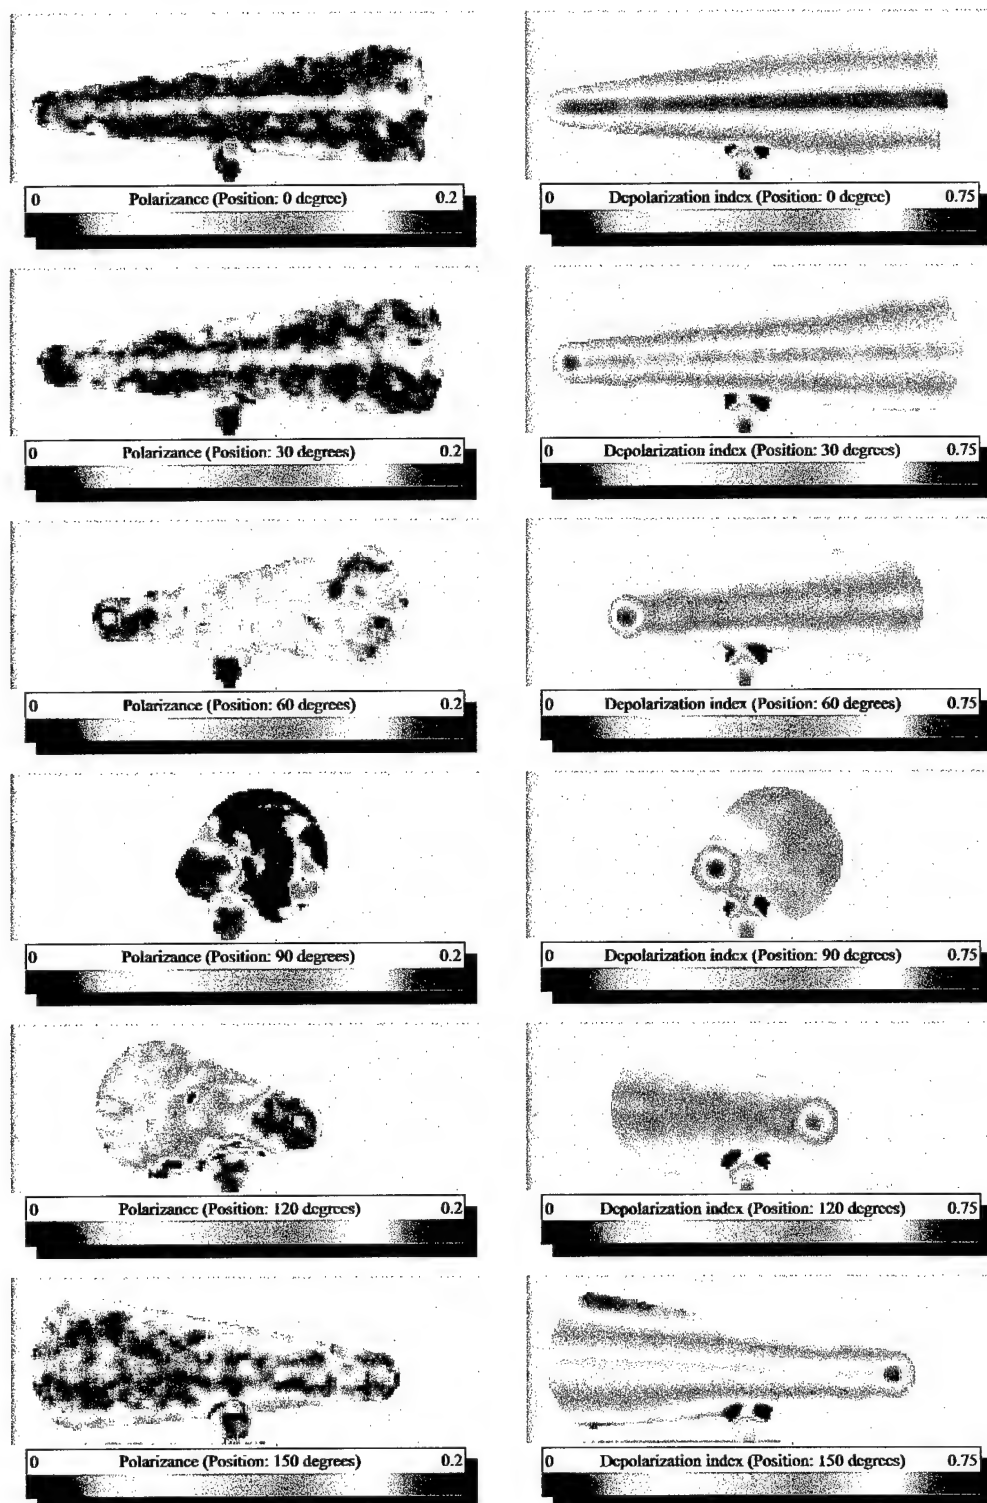 0 Polarizance (Position: 0 degree) 0.2
0 Depolarization index (Position: 0 degree) 0.75
0 Polarizance (Position: 30 degrees) 0.2
0 Depolarization index (Position: 30 degrees) 0.75
0 Polarizance (Position: 60 degrees) 0.2
0 Depolarization index (Position: 60 degrees) 0.75
0 Polarizance (Position: 90 degrees) 0.2
0 Depolarization index (Position: 90 degrees) 0.75
0 Polarizance (Position: 120 degrees) 0.2
0 Depolarization index (Position: 120 degrees) 0.75
0 Polarizance (Position: 150 degrees) 0.2
0 Depolarization index (Position: 150 degrees) 0.75